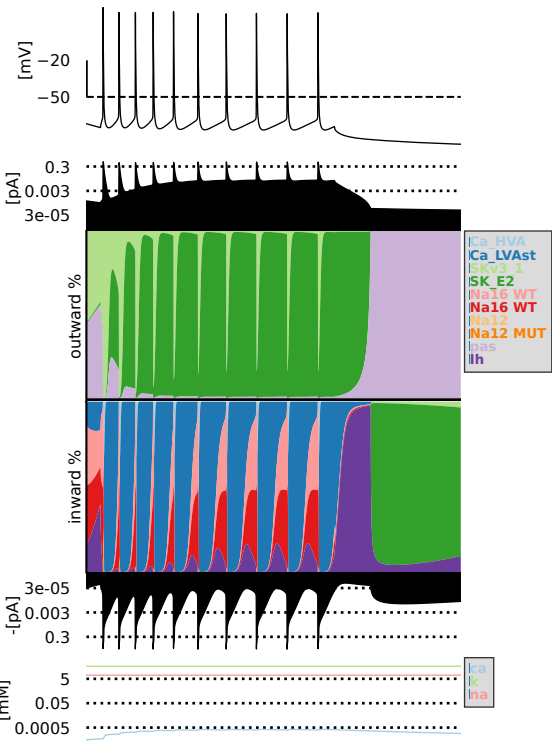 [mV]
−20
−50
[pA]
0.3
0.003
3e-05
outward %
Ca_HVA
Ca_LVAst
SKv3_1
SK_E2
Na16 WT
Na16 WT
Na12
Na12 MUT
pas
Ih
inward %
-[pA]
3e-05
0.003
0.3
[mM]
5
0.05
0.0005
ca
k
na